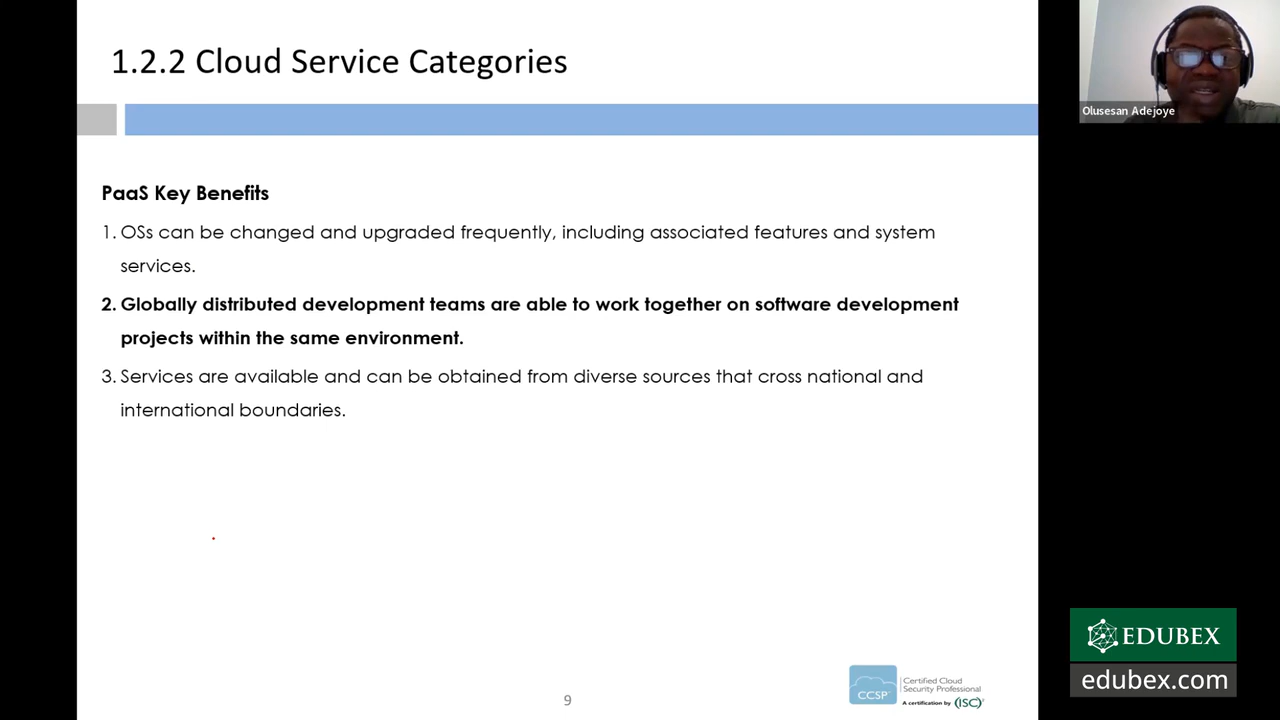 1.2.2 Cloud Service Categories
Olusesan Adejoye
PaaS Key Benefits
1. OSs can be changed and upgraded frequently, including associated features and system
services.
2. Globally distributed development teams are able to work together on software development
projects within the same environment.
3. Services are available and can be obtained from diverse sources that cross national and
international boundaries.
9
CCSP
Certified Cloud
Security Professional
A certification by (ISC)²
EDUBEX
edubex.com